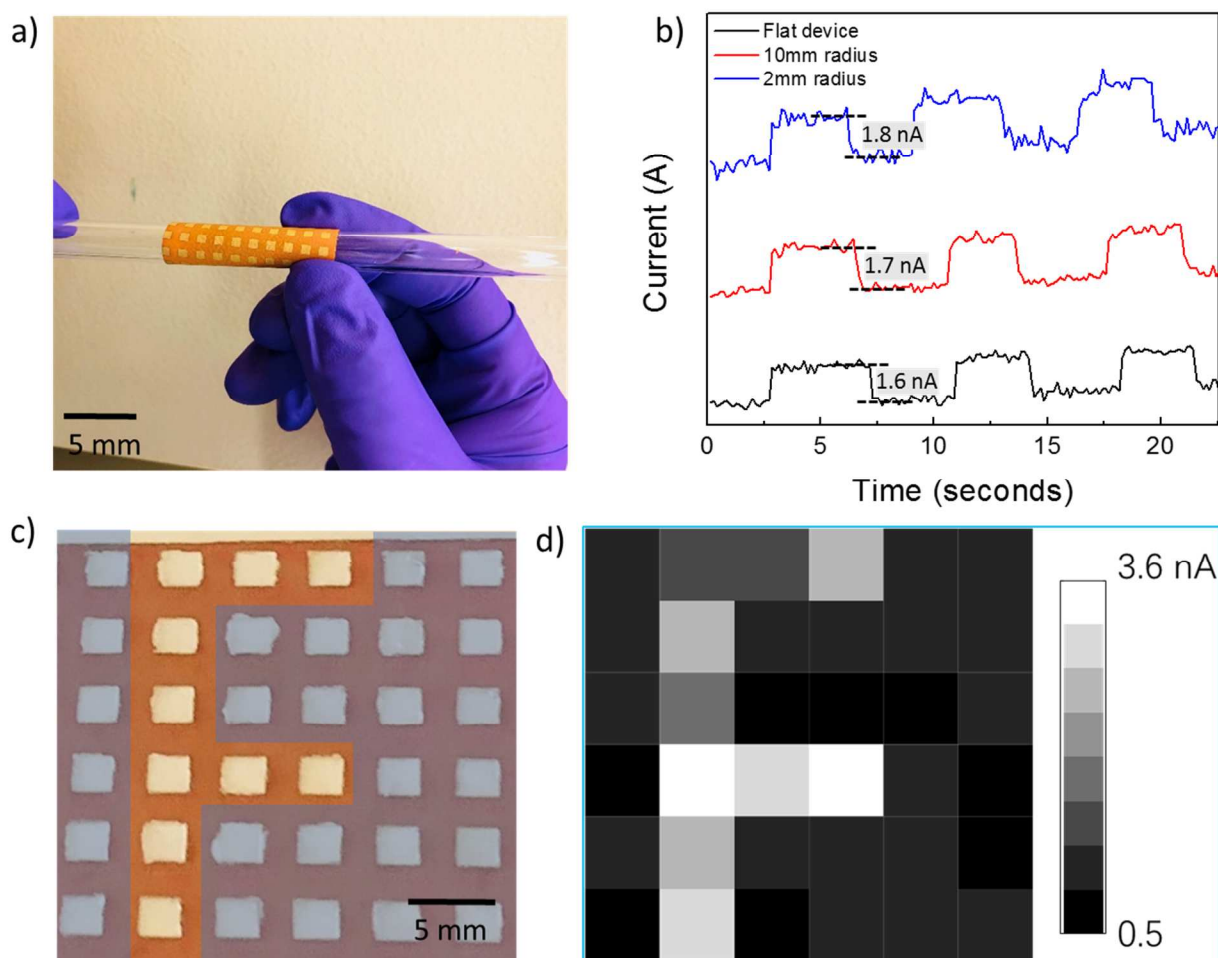 a)
5 mm
b)
Flat device
10mm radius
2mm radius
1.8 nA
1.7 nA
1.6 nA
Current (A)
0 5 10 15 20
Time (seconds)
c)
5 mm
d)
3.6 nA
0.5